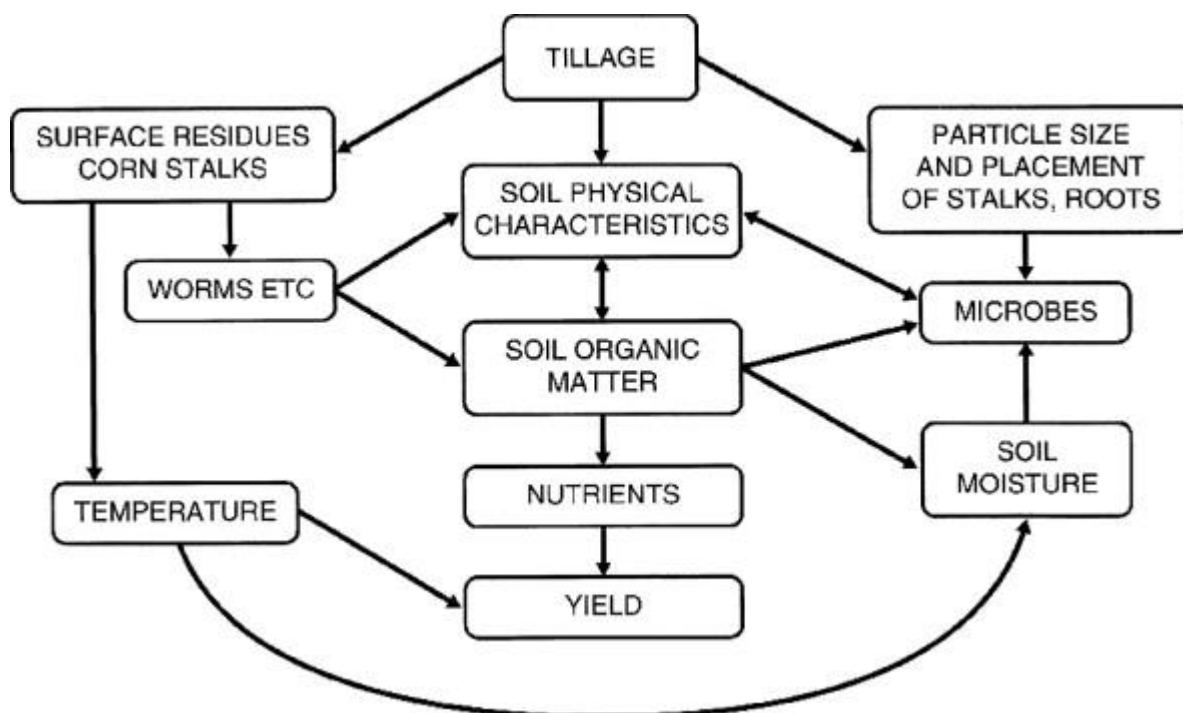 TILLAGE
SURFACE RESIDUES
CORN STALKS
PARTICLE SIZE
AND PLACEMENT
OF STALKS, ROOTS
SOIL PHYSICAL
CHARACTERISTICS
WORMS ETC
MICROBES
SOIL ORGANIC
MATTER
SOIL
MOISTURE
NUTRIENTS
TEMPERATURE
YIELD